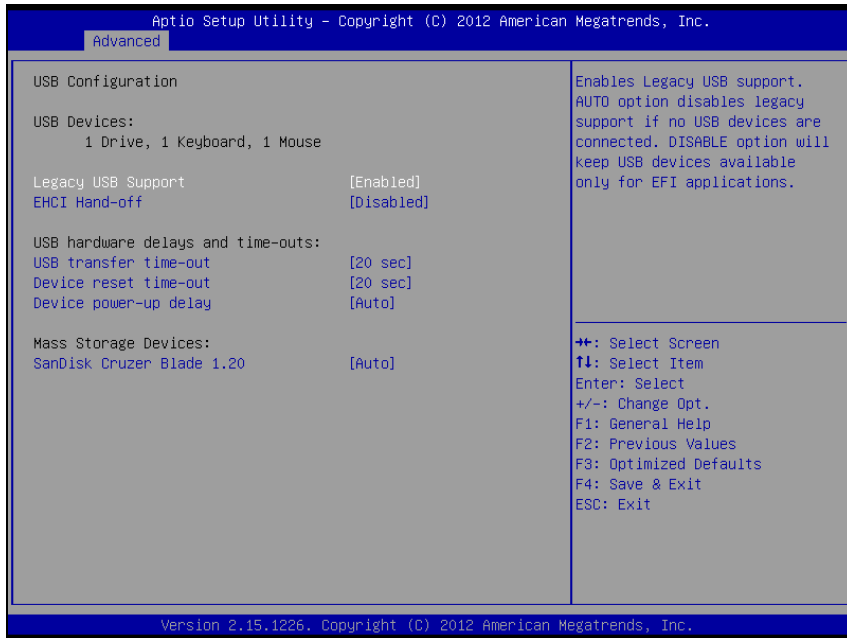 Aptio Setup Utility – Copyright (C) 2012 American Megatrends, Inc.
Advanced
USB Configuration
USB Devices:
1 Drive, 1 Keyboard, 1 Mouse
Legacy USB Support [Enabled]
EHCI Hand-off [Disabled]
USB hardware delays and time-outs:
USB transfer time-out [20 sec]
Device reset time-out [20 sec]
Device power-up delay [Auto]
Mass Storage Devices:
SanDisk Cruzer Blade 1.20 [Auto]
Enables Legacy USB support.
AUTO option disables legacy
support if no USB devices are
connected. DISABLE option will
keep USB devices available
only for EFI applications.
→←: Select Screen
↑↓: Select Item
Enter: Select
+/-: Change Opt.
F1: General Help
F2: Previous Values
F3: Optimized Defaults
F4: Save & Exit
ESC: Exit
Version 2.15.1226. Copyright (C) 2012 American Megatrends, Inc.